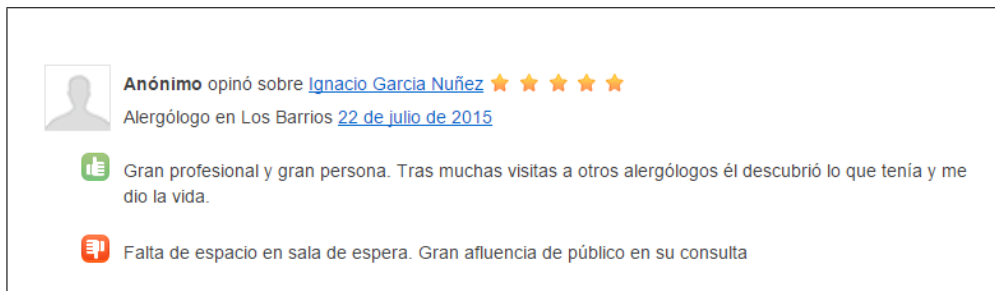 Anónimo opinó sobre Ignacio Garcia Nuñez
Alergólogo en Los Barrios 22 de julio de 2015
Gran profesional y gran persona. Tras muchas visitas a otros alergólogos él descubrió lo que tenía y me
dio la vida.
Falta de espacio en sala de espera. Gran afluencia de público en su consulta